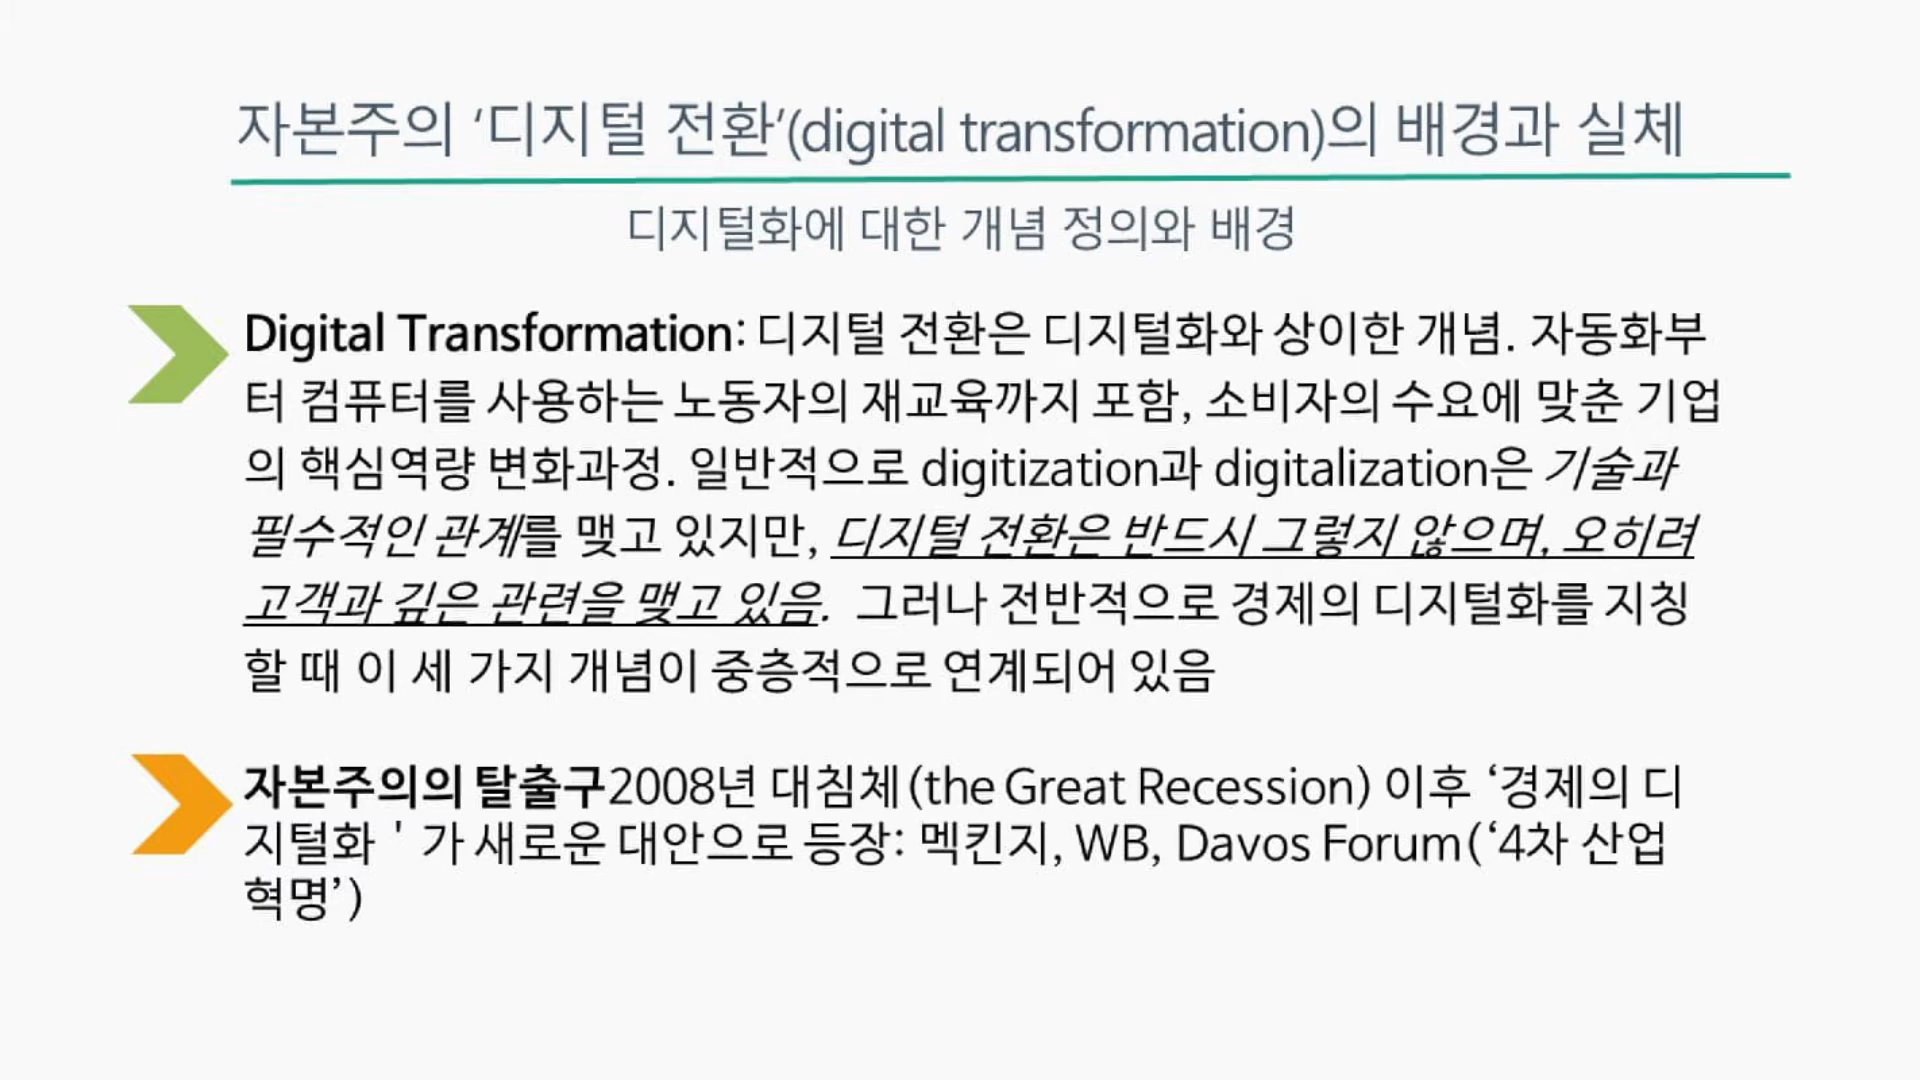 자본주의 ‘디지털 전환’(digital transformation)의 배경과 실체
디지털화에 대한 개념 정의와 배경
Digital Transformation: 디지털 전환은 디지털화와 상이한 개념. 자동화부
터 컴퓨터를 사용하는 노동자의 재교육까지 포함, 소비자의 수요에 맞춘 기업
의 핵심역량 변화과정. 일반적으로 digitization과 digitalization은 기술과
필수적인 관계를 맺고 있지만, 디지털 전환은 반드시 그렇지 않으며, 오히려
고객과 깊은 관련을 맺고 있음. 그러나 전반적으로 경제의 디지털화를 지칭
할 때 이 세 가지 개념이 중층적으로 연계되어 있음
자본주의의 탈출구2008년 대침체(the Great Recession) 이후 ‘경제의 디
지털화 ' 가 새로운 대안으로 등장: 멕킨지, WB, Davos Forum(‘4차 산업
혁명’)